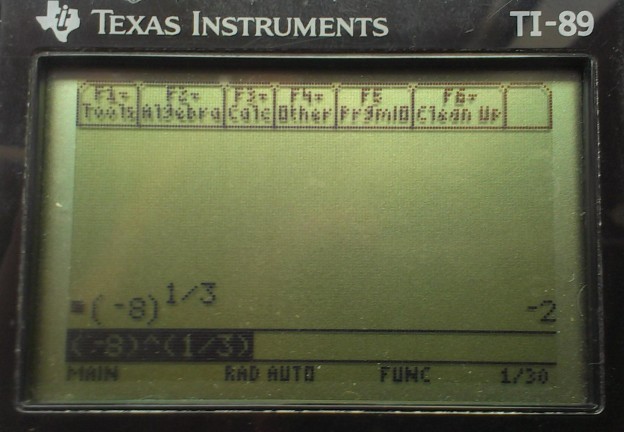 TEXAS INSTRUMENTS TI-89
F1 F2 F3 F4 F5 F6
Tools Algebra Calc Other PrgmIO Clean Up
(-8)^1/3 -2
(-8)^(1/3)
MAIN RAD AUTO FUNC 1/30